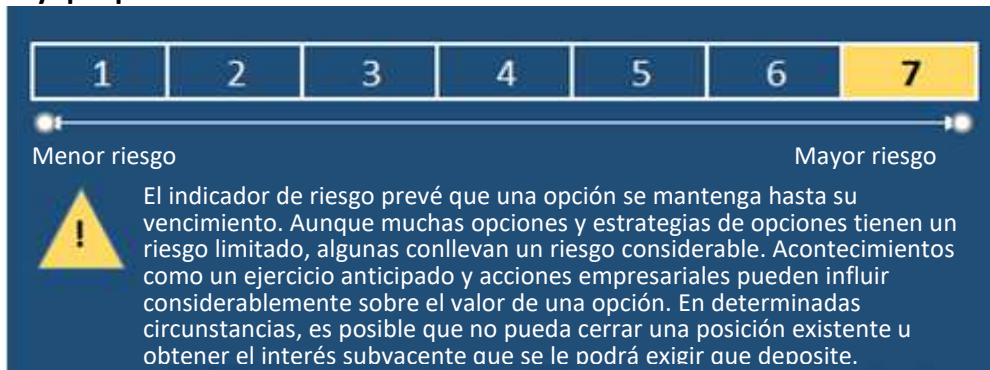 1 2 3 4 5 6 7
Menor riesgo Mayor riesgo
!
El indicador de riesgo prevé que una opción se mantenga hasta su
vencimiento. Aunque muchas opciones y estrategias de opciones tienen un
riesgo limitado, algunas conllevan un riesgo considerable. Acontecimientos
como un ejercicio anticipado y acciones empresariales pueden influir
considerablemente sobre el valor de una opción. En determinadas
circunstancias, es posible que no pueda cerrar una posición existente u
obtener el interés subyacente que se le podrá exigir que deposite.